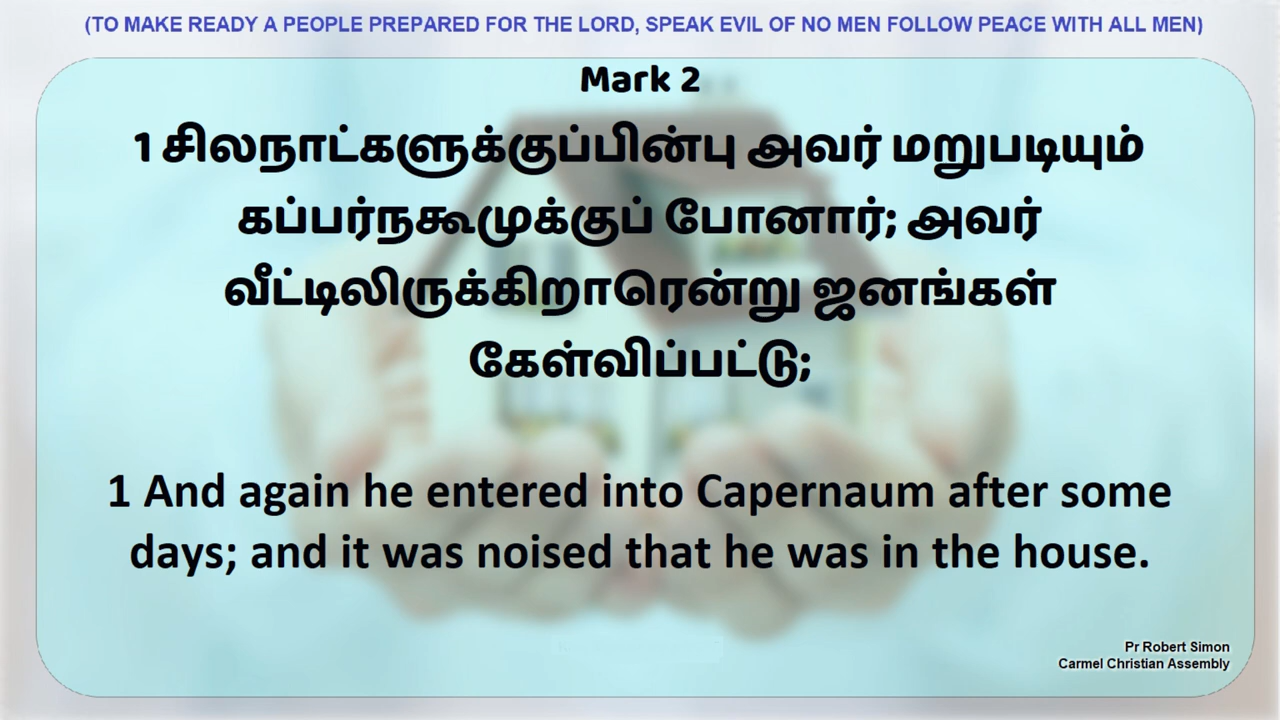 (TO MAKE READY A PEOPLE PREPARED FOR THE LORD, SPEAK EVIL OF NO MEN FOLLOW PEACE WITH ALL MEN)
Mark 2
1 சிலநாட்களுக்குப்பின்பு அவர் மறுபடியும்
கப்பர்நகூமுக்குப் போனார்; அவர்
வீட்டிலிருக்கிறாரென்று ஜனங்கள்
கேள்விப்பட்டு;
1 And again he entered into Capernaum after some
days; and it was noised that he was in the house.
Pr Robert Simon
Carmel Christian Assembly